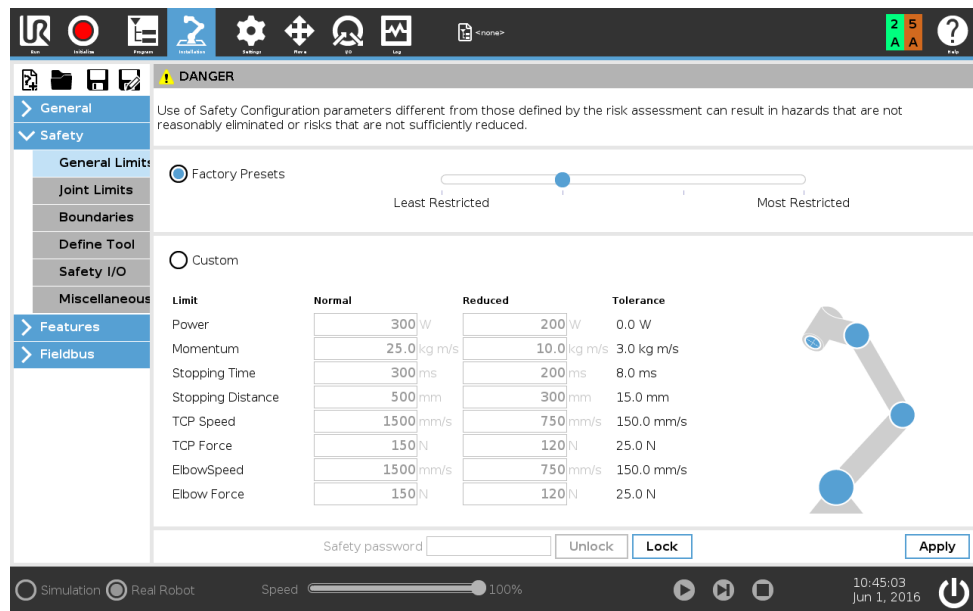 UR
Run
Initialize
Program
Installation
Settings
Move
I/O
Log
<none>
2 5
A A
?
Help
! DANGER
General
Use of Safety Configuration parameters different from those defined by the risk assessment can result in hazards that are not
reasonably eliminated or risks that are not sufficiently reduced.
Safety
General Limits
Joint Limits
Boundaries
Define Tool
Safety I/O
Miscellaneous
Features
Fieldbus
Factory Presets
Least Restricted Most Restricted
Custom
Limit Normal Reduced Tolerance
Power 300 W 200 W 0.0 W
Momentum 25.0 kg m/s 10.0 kg m/s 3.0 kg m/s
Stopping Time 300 ms 200 ms 8.0 ms
Stopping Distance 500 mm 300 mm 15.0 mm
TCP Speed 1500 mm/s 750 mm/s 150.0 mm/s
TCP Force 150 N 120 N 25.0 N
ElbowSpeed 1500 mm/s 750 mm/s 150.0 mm/s
Elbow Force 150 N 120 N 25.0 N
Safety password Unlock Lock Apply
Simulation Real Robot Speed 100% 10:45:03
Jun 1, 2016